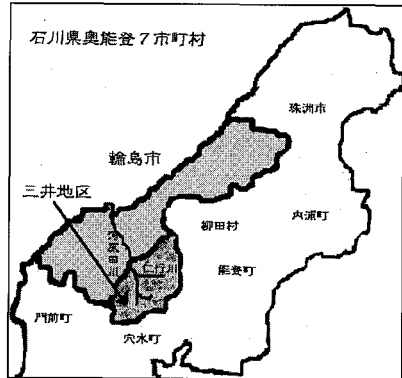 石川県奥能登7市町村
珠洲市
輪島市
三井地区
柳田村
内浦町
能登町
門前町
穴水町